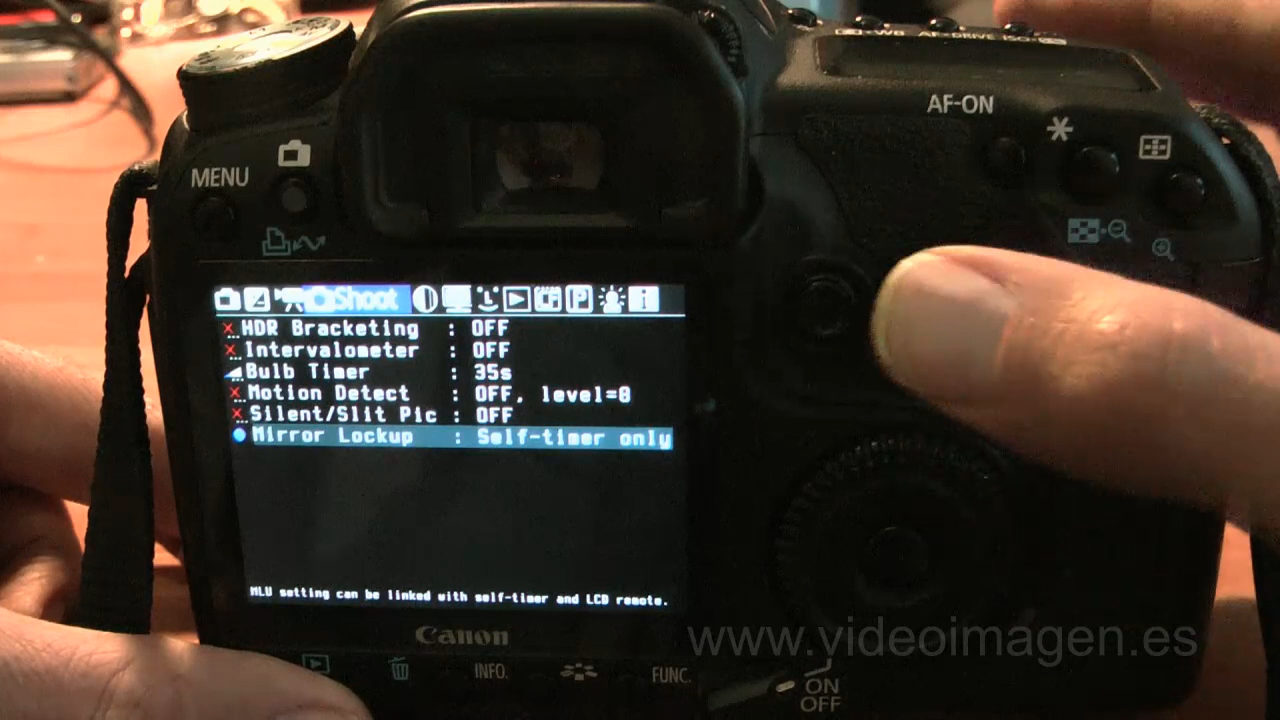 AF-ON
MENU
Shoot
HDR Bracketing : OFF
Intervalometer : OFF
Bulb Timer : 35s
Motion Detect : OFF, level=8
Silent/Slit Pic : OFF
Mirror Lockup : Self-timer only
MLU setting can be linked with self-timer and LCD remote.
Canon
www.videoimagen.es
INFO.
FUNC.
ON
OFF